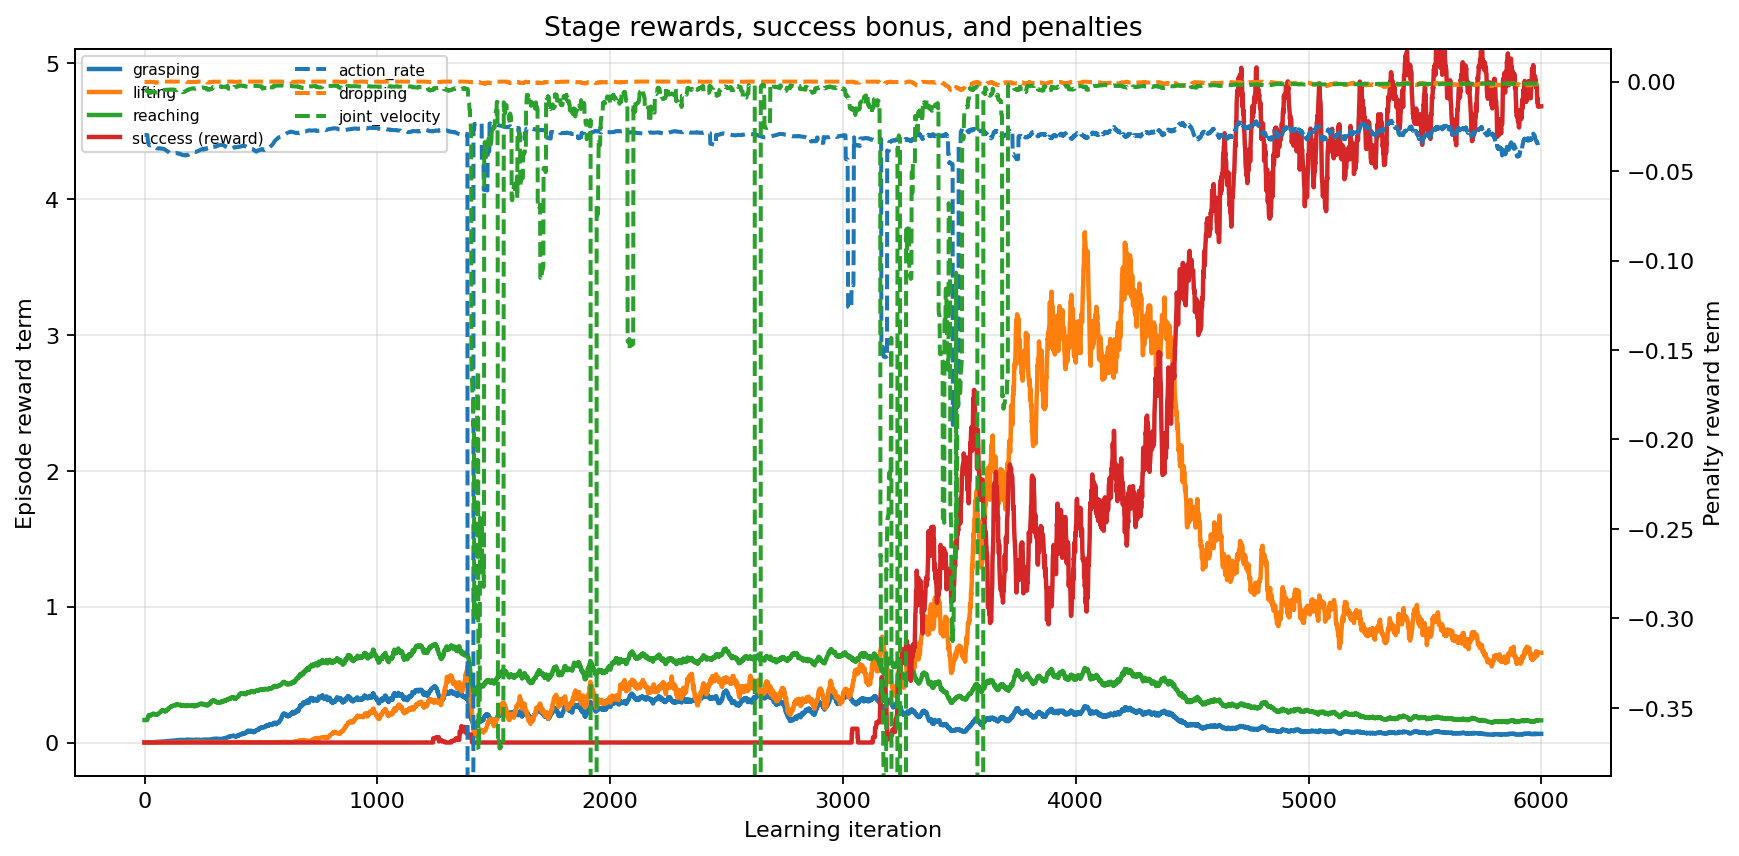 Stage rewards, success bonus, and penalties
grasping
lifting
reaching
success (reward)
action_rate
dropping
joint_velocity
Episode reward term
5
4
3
2
1
0
0.00
−0.05
−0.10
−0.15
−0.20
−0.25
−0.30
−0.35
Penalty reward term
0 1000 2000 3000 4000 5000 6000
Learning iteration